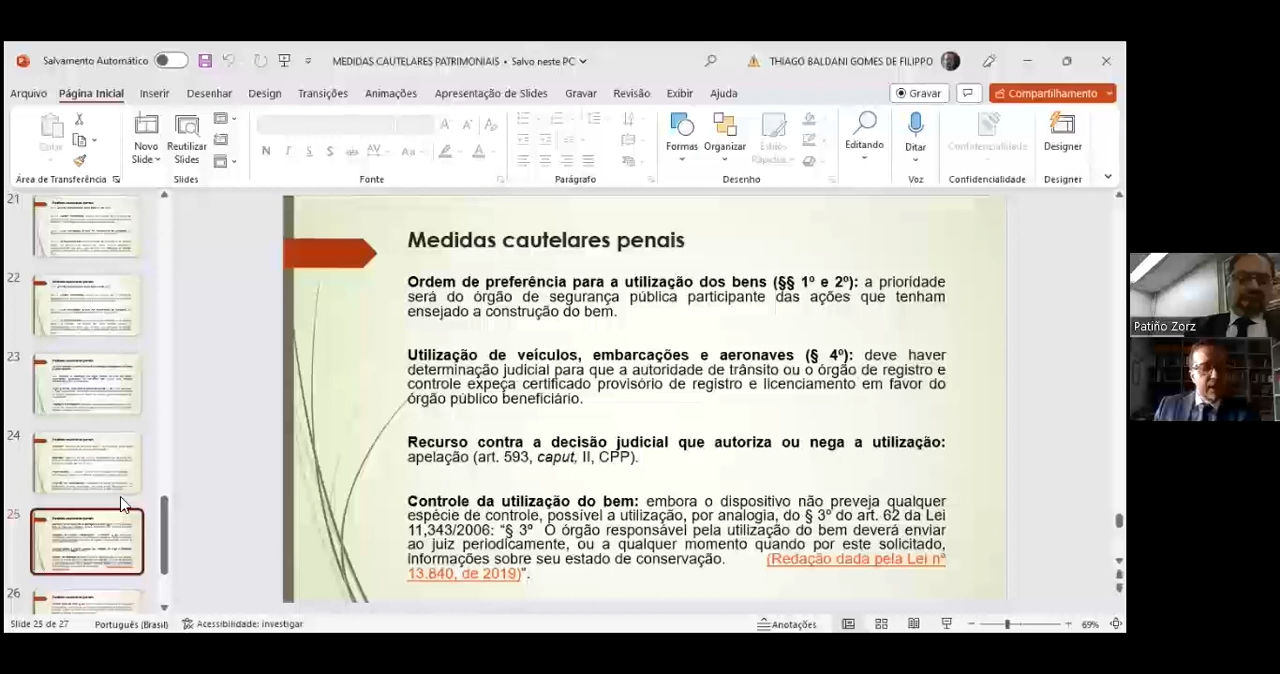 Salvamento Automático
MEDIDAS CAUTELARES PATRIMONIAIS • Salvo neste PC
THIAGO BALDANI GOMES DE FILIPPO
Arquivo Página Inicial Inserir Desenhar Design Transições Animações Apresentação de Slides Gravar Revisão Exibir Ajuda
Gravar
Compartilhamento
Colar
Novo
Slide
Reutilizar
Slides
N I S S
Formas
Organizar
Estilos
Rápidos
Editando
Ditar
Confidencialidade
Designer
Área de Transferência Slides Fonte Parágrafo Desenho Voz Confidencialidade Designer
21
22
23
24
25
26
Medidas cautelares penais
Ordem de preferência para a utilização dos bens (§§ 1º e 2º): a prioridade
será do órgão de segurança pública participante das ações que tenham
ensejado a construção do bem.
Utilização de veículos, embarcações e aeronaves (§ 4º): deve haver
determinação judicial para que a autoridade de trânsito ou o órgão de registro e
controle expeça certificado provisório de registro e licenciamento em favor do
órgão público beneficiário.
Recurso contra a decisão judicial que autoriza ou nega a utilização:
apelação (art. 593, caput, II, CPP).
Controle da utilização do bem: embora o dispositivo não preveja qualquer
espécie de controle, possível a utilização, por analogia, do § 3º do art. 62 da Lei
11,343/2006: "§ 3º O órgão responsável pela utilização do bem deverá enviar
ao juiz periodicamente, ou a qualquer momento quando por este solicitado,
informações sobre seu estado de conservação. (Redação dada pela Lei nº
13.840, de 2019)".
Patiño Zorz
Slide 25 de 27 Português (Brasil) Acessibilidade: investigar
Anotações
69%